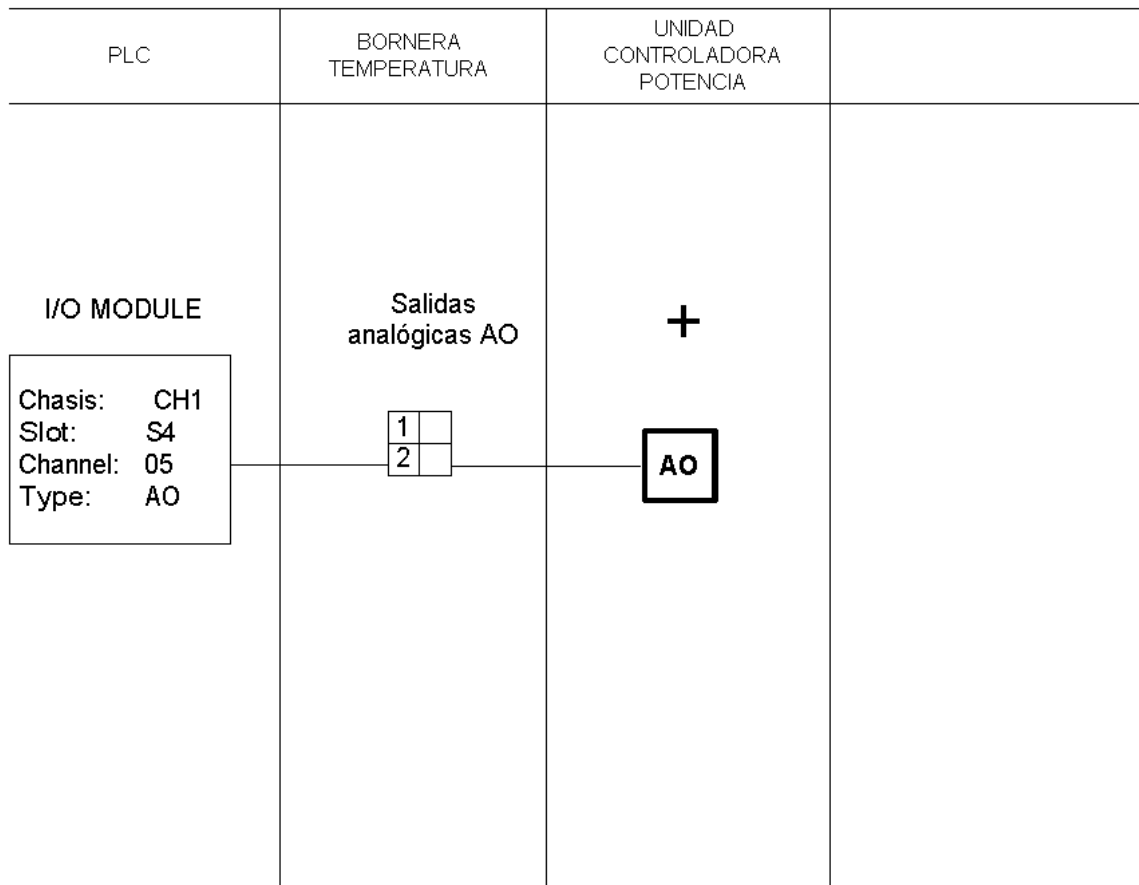 PLC
BORNERA
TEMPERATURA
UNIDAD
CONTROLADORA
POTENCIA
I/O MODULE
Chasis: CH1
Slot: S4
Channel: 05
Type: AO
Salidas
analógicas AO
1
2
+
AO